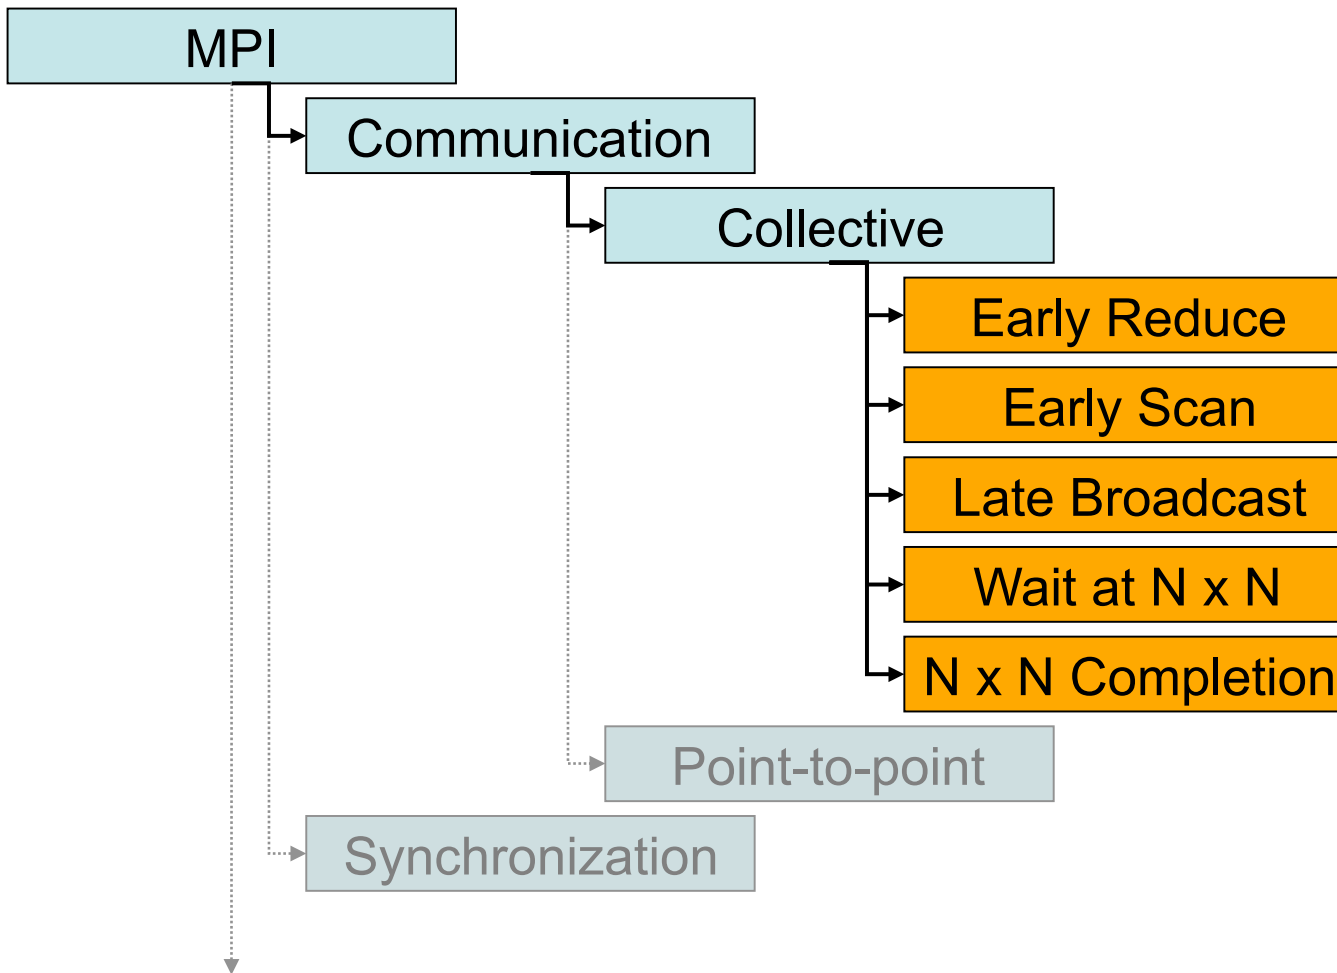 MPI
Communication
Collective
Early Reduce
Early Scan
Late Broadcast
Wait at N x N
N x N Completion
Point-to-point
Synchronization